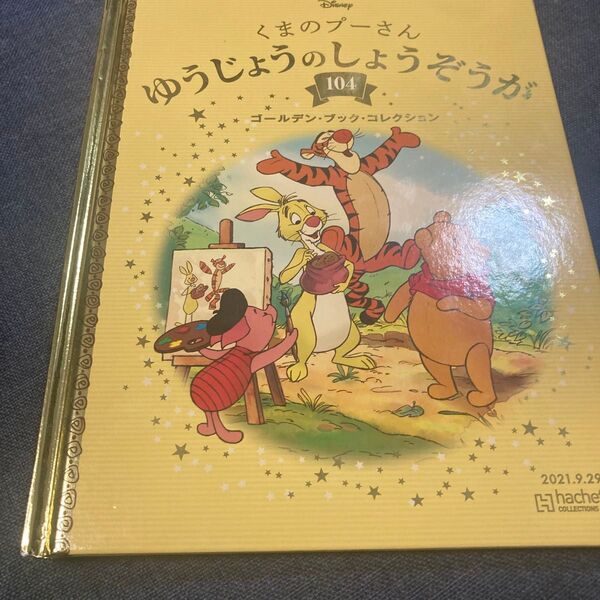 Disney
くまのプーさん
ゆうじょうのしょうぞうが
104
ゴールデン・ブック・コレクション
2021.9.29
hachet
COLLECTIONS